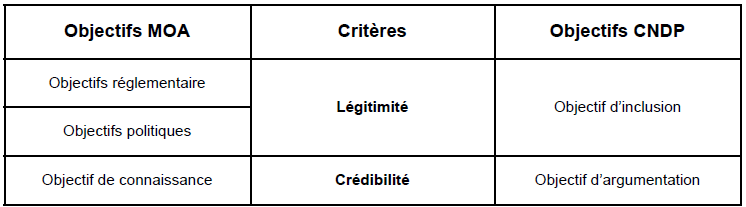 Objectifs MOA
Critères
Objectifs CNDP
Objectifs réglementaire
Légitimité
Objectif d'inclusion
Objectifs politiques
Objectif de connaissance
Crédibilité
Objectif d'argumentation